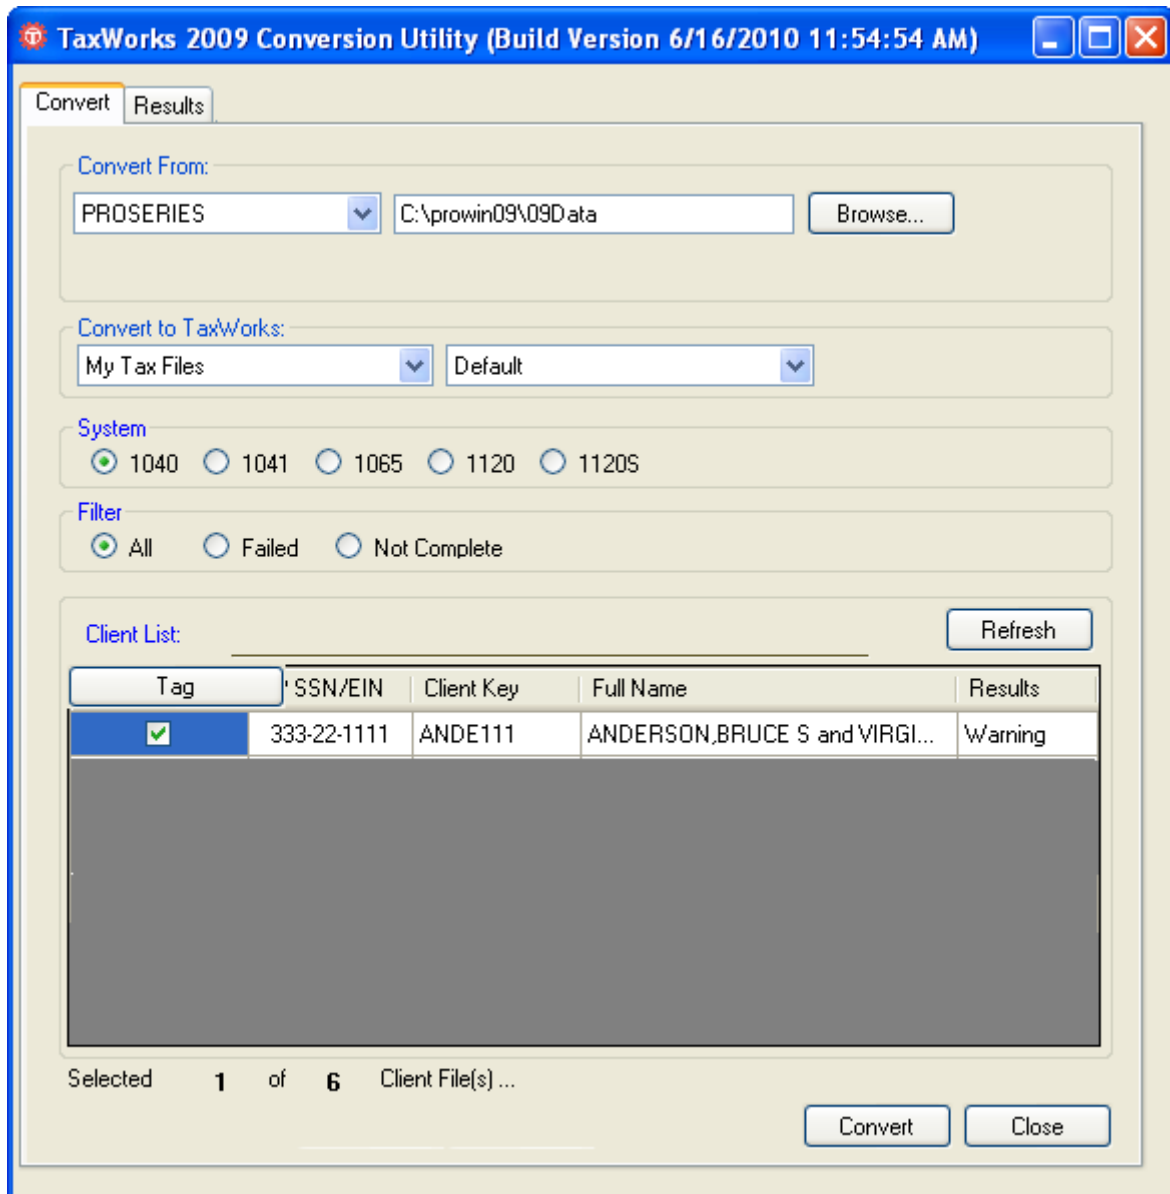 TaxWorks 2009 Conversion Utility (Build Version 6/16/2010 11:54:54 AM)
Convert Results
Convert From:
PROSERIES C:\prowin09\09Data Browse...
Convert to TaxWorks:
My Tax Files Default
System
1040 1041 1065 1120 1120S
Filter
All Failed Not Complete
Client List: Refresh
Tag SSN/EIN Client Key Full Name Results
333-22-1111 ANDE111 ANDERSON,BRUCE S and VIRGI... Warning
Selected 1 of 6 Client File(s) ...
Convert Close